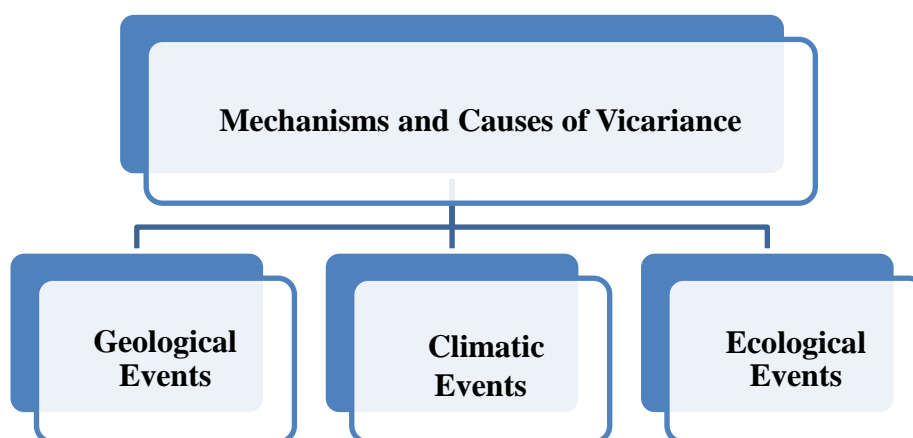 Mechanisms and Causes of Vicariance
Geological
Events
Climatic
Events
Ecological
Events